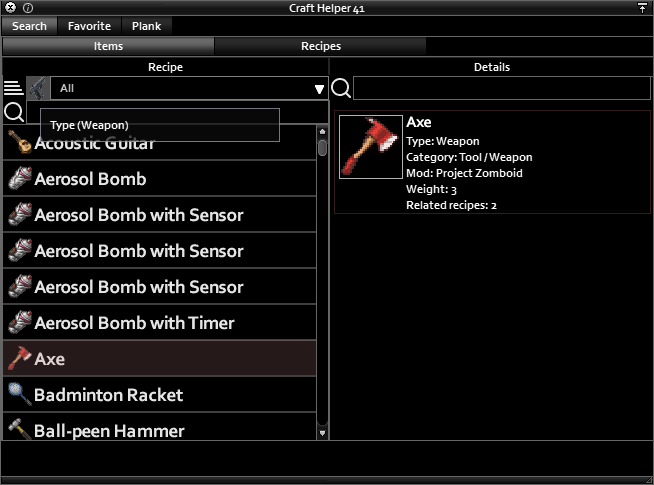 Craft Helper 41
Search Favorite Plank
Items Recipes
Recipe Details
All
Type (Weapon)
Acoustic Guitar
Aerosol Bomb
Aerosol Bomb with Sensor
Aerosol Bomb with Sensor
Aerosol Bomb with Sensor
Aerosol Bomb with Timer
Axe
Badminton Racket
Ball-peen Hammer
Axe
Type: Weapon
Category: Tool / Weapon
Mod: Project Zomboid
Weight: 3
Related recipes: 2